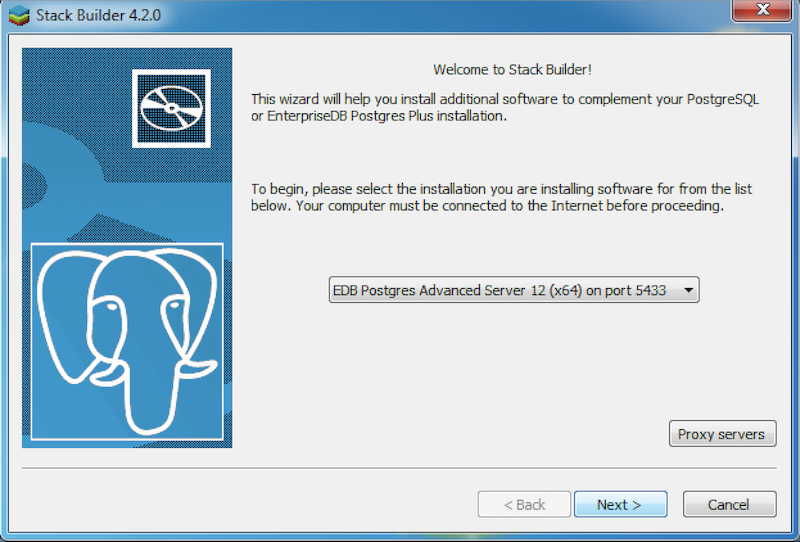 Stack Builder 4.2.0
Welcome to Stack Builder!
This wizard will help you install additional software to complement your PostgreSQL
or EnterpriseDB Postgres Plus installation.
To begin, please select the installation you are installing software for from the list
below. Your computer must be connected to the Internet before proceeding.
EDB Postgres Advanced Server 12 (x64) on port 5433
Proxy servers
< Back
Next >
Cancel